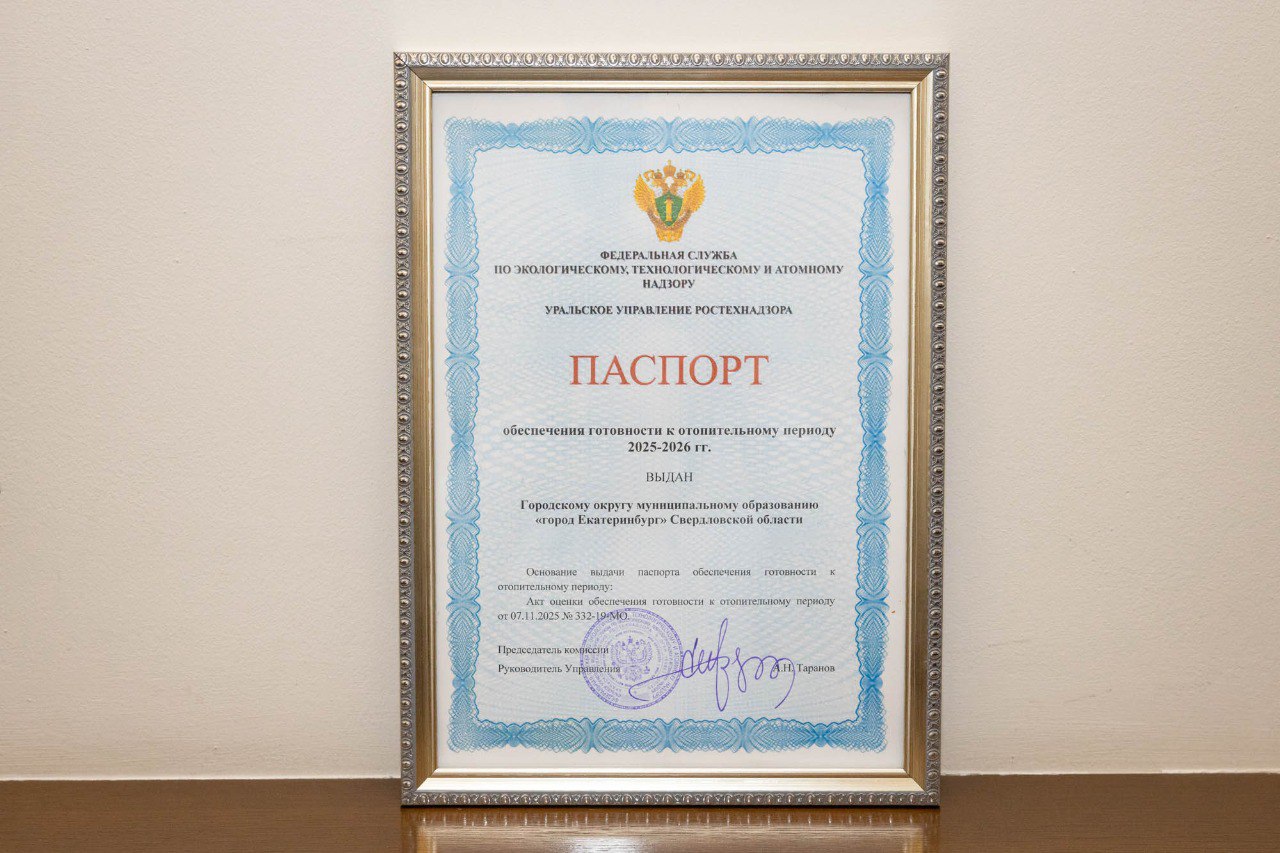 ФЕДЕРАЛЬНАЯ СЛУЖБА
ПО ЭКОЛОГИЧЕСКОМУ, ТЕХНОЛОГИЧЕСКОМУ И АТОМНОМУ
НАДЗОРУ
УРАЛЬСКОЕ УПРАВЛЕНИЕ РОСТЕХНАДЗОРА
ПАСПОРТ
обеспечения готовности к отопительному периоду
2025-2026 гг.
ВЫДАН
Городскому округу муниципальному образованию
«город Екатеринбург» Свердловской области
Основание выдачи паспорта обеспечения готовности к
отопительному периоду:
Акт оценки обеспечения готовности к отопительному периоду
от 07.11.2025 № 332-19-МО.
Председатель комиссии
Руководитель Управления А.Н. Таранов